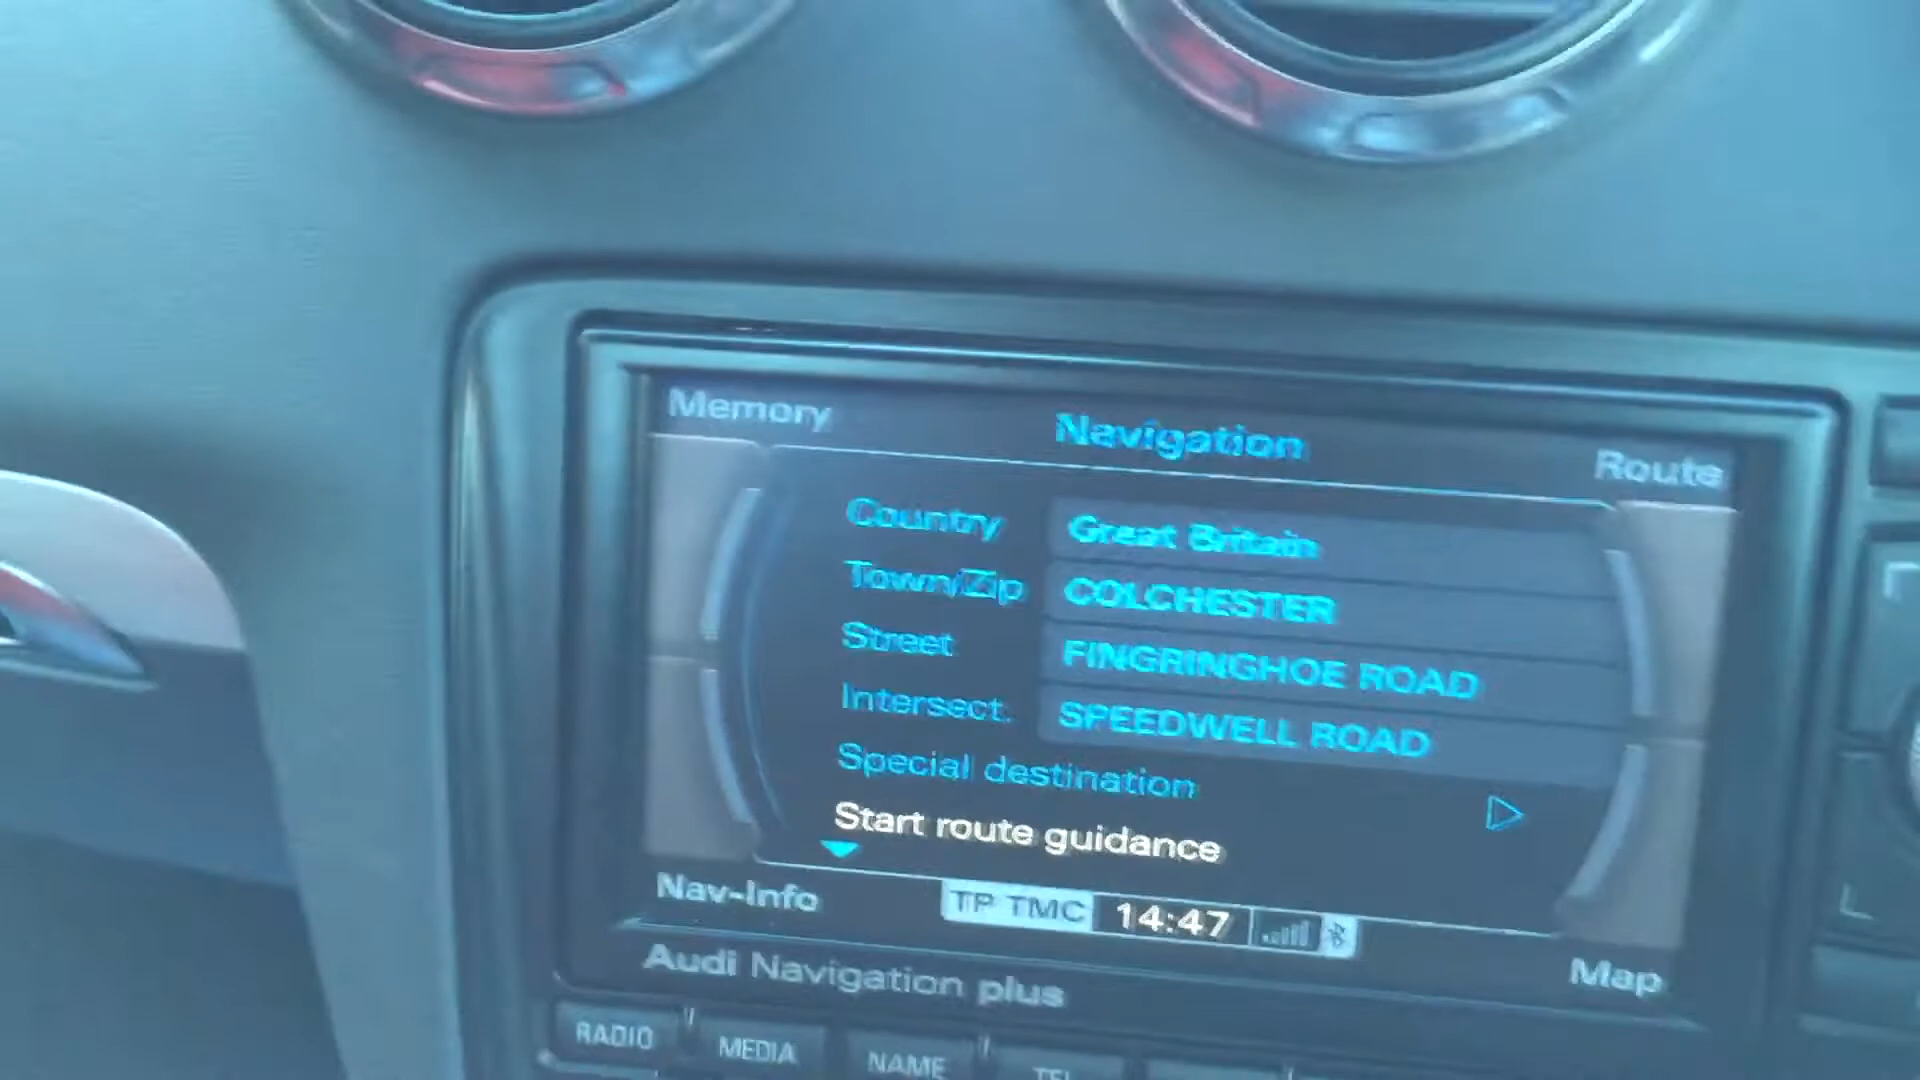 Memory Navigation Route
Country Great Britain
Town/Zip COLCHESTER
Street FINGRINGHOE ROAD
Intersect. SPEEDWELL ROAD
Special destination
Start route guidance
Nav-Info TP TMC 14:47 Map
Audi Navigation plus
RADIO MEDIA NAME TEL